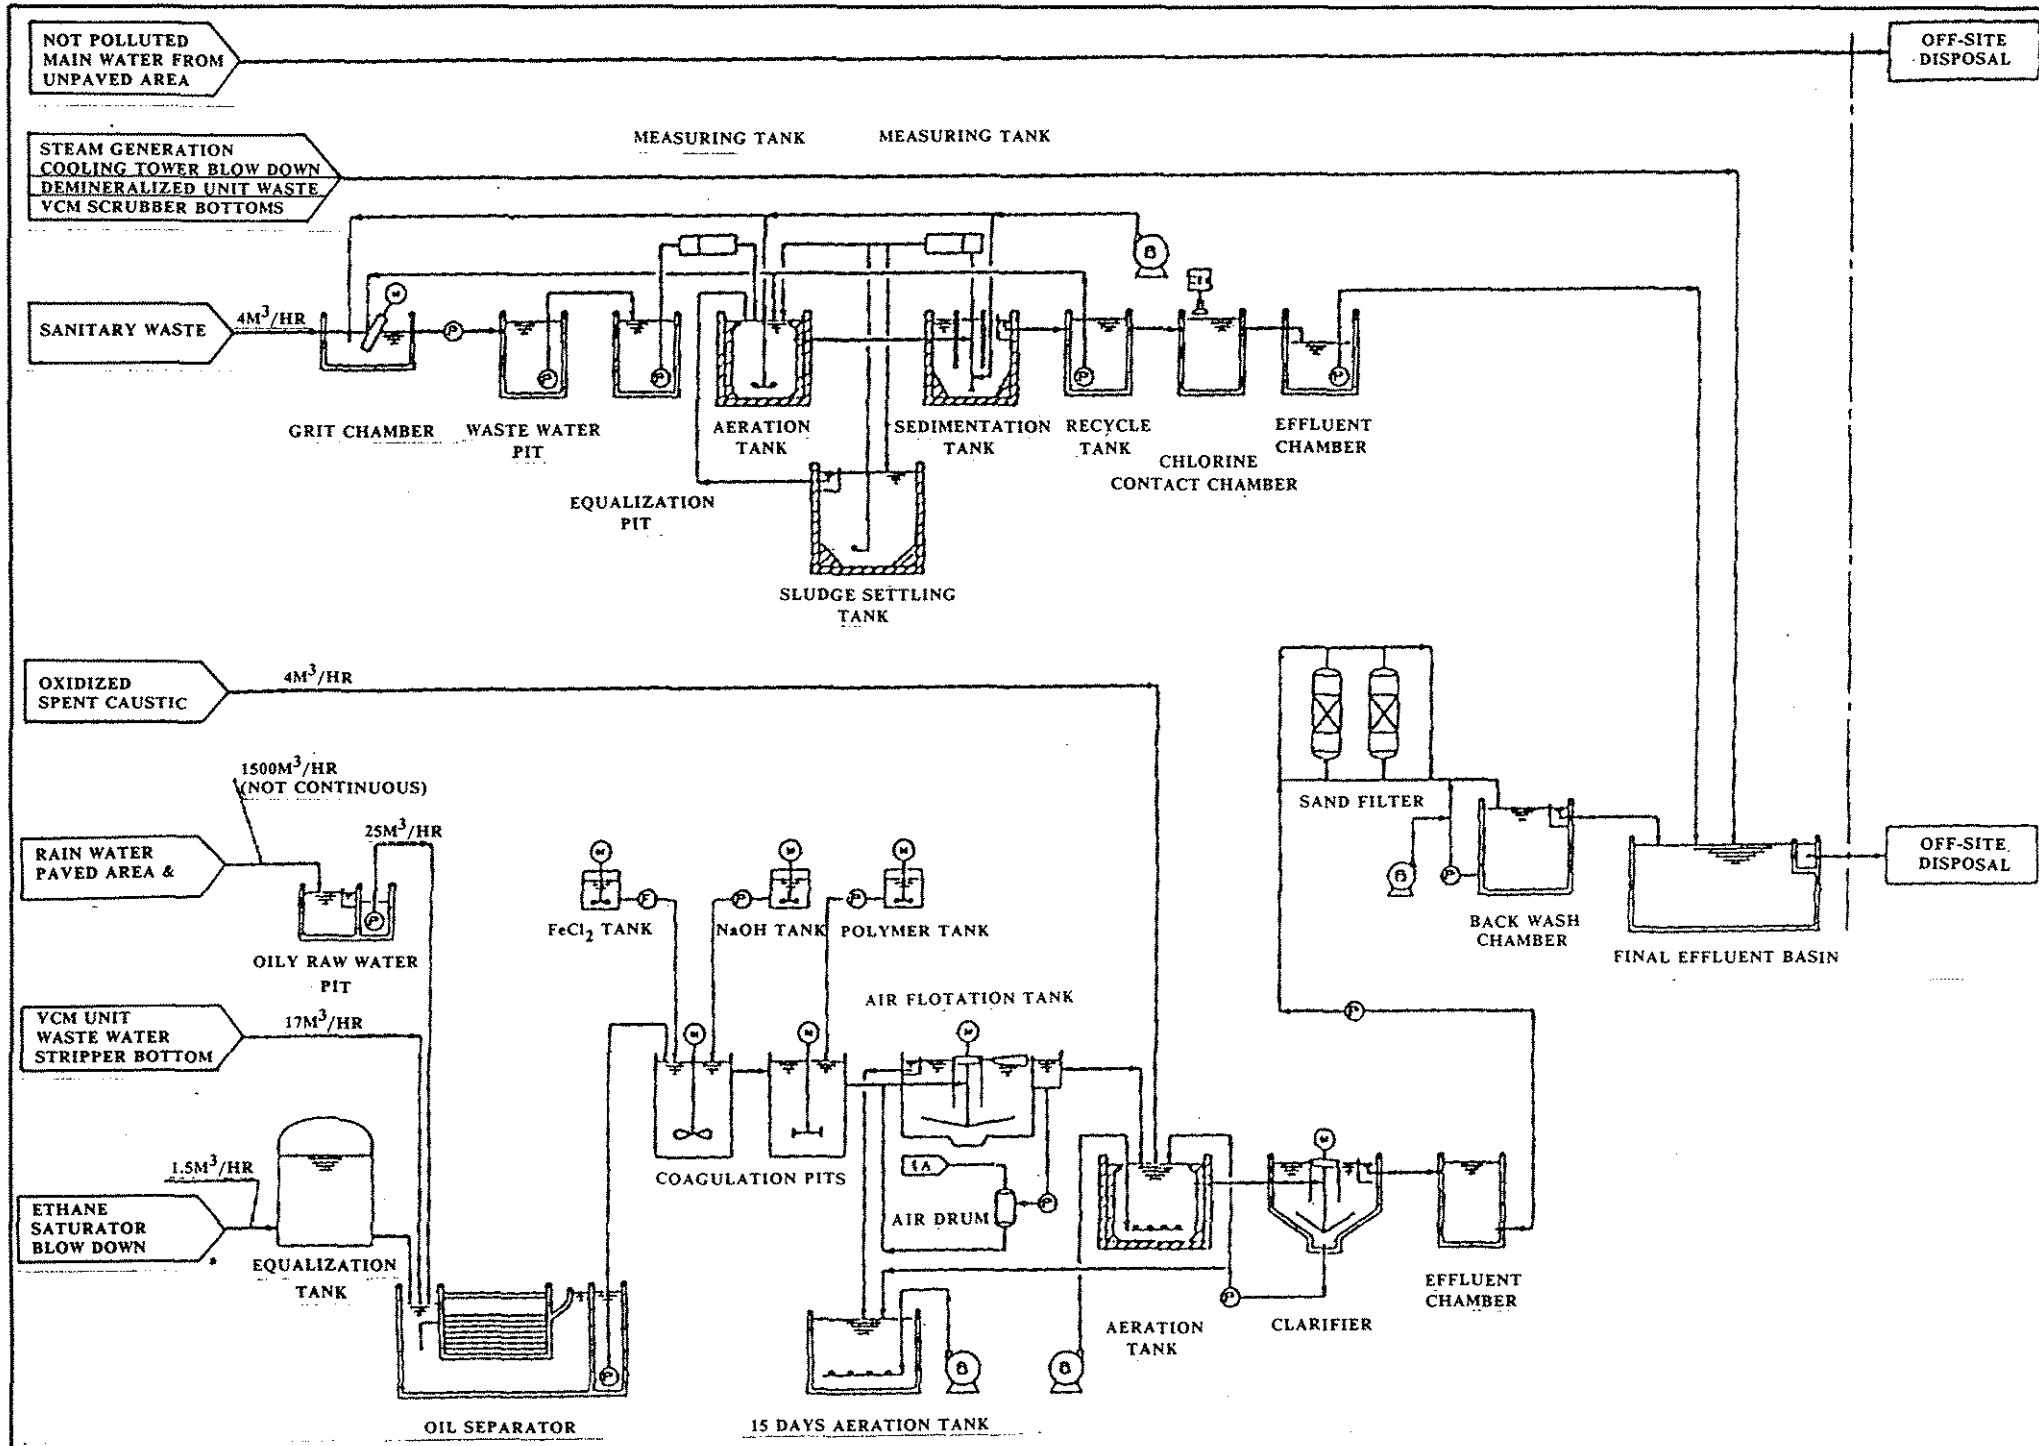 NOT POLLUTED
MAIN WATER FROM
UNPAVED AREA
OFF-SITE
DISPOSAL
STEAM GENERATION
COOLING TOWER BLOW DOWN
DEMINERALIZED UNIT WASTE
VCM SCRUBBER BOTTOMS
MEASURING TANK
MEASURING TANK
B
SANITARY WASTE
4M³/HR
M
P
P
P
P
P
GRIT CHAMBER
WASTE WATER
PIT
AERATION
TANK
SEDIMENTATION
TANK
RECYCLE
TANK
EFFLUENT
CHAMBER
CHLORINE
CONTACT CHAMBER
EQUALIZATION
PIT
SLUDGE SETTLING
TANK
OXIDIZED
SPENT CAUSTIC
4M³/HR
1500M³/HR
(NOT CONTINUOUS)
25M³/HR
SAND FILTER
RAIN WATER
PAVED AREA &
P
M
M
M
P
P
P
FeCl₂ TANK
NaOH TANK
POLYMER TANK
B
P
BACK WASH
CHAMBER
FINAL EFFLUENT BASIN
OFF-SITE
DISPOSAL
OILY RAW WATER
PIT
VCM UNIT
WASTE WATER
STRIPPER BOTTOM
17M³/HR
AIR FLOTATION TANK
M
M
M
P
COAGULATION PITS
AIR DRUM
P
M
1.5M³/HR
ETHANE
SATURATOR
BLOW DOWN
EQUALIZATION
TANK
P
EFFLUENT
CHAMBER
AERATION
TANK
CLARIFIER
P
B
B
OIL SEPARATOR
15 DAYS AERATION TANK